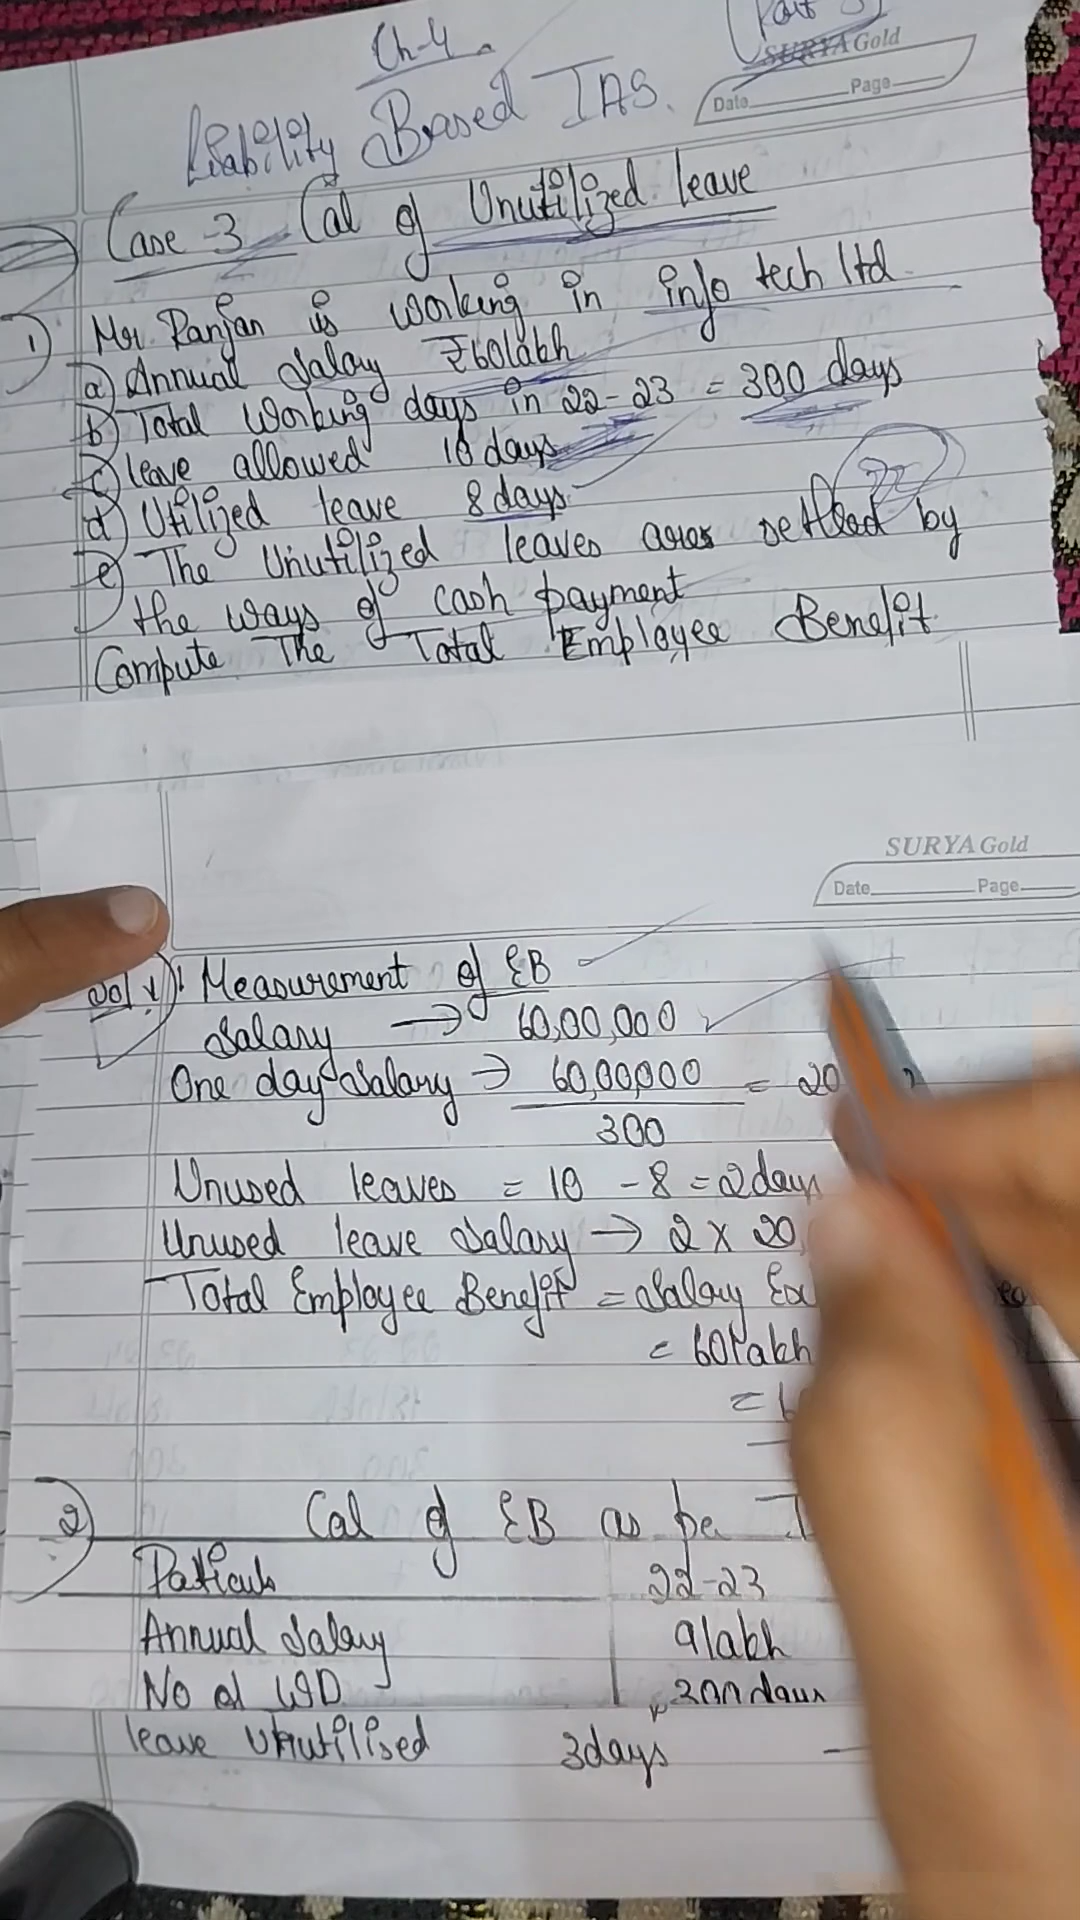 Ch-4
(Part 3)
SURYA Gold
Date Page
Liability Based IAS.
Case -3 Cal of Unutilized leave
1) Mr. Ranjan is working in info tech ltd
a) Annual Salary ₹60lakh
b) Total Working days in 22-23 = 300 days
c) leave allowed 10 days
d) Utilized leave 8 days
e) The Unutilized leaves are settled by
the ways of cash payment
Compute The Total Employee Benefit
SURYA Gold
Date Page
Sol 1) Measurement of EB
Salary → 60,00,000
One day Salary → 60,00,000 = 20
300
Unused leaves = 10 - 8 = 2 days
Unused leave Salary → 2 x 20,
Total Employee Benefit = Salary Ex
= 60lakh
= 6
2) Cal of EB as pe I
Paticuls 22-23
Annual Salary 9lakh
No of WD 300 days
leave Unutilised 3days